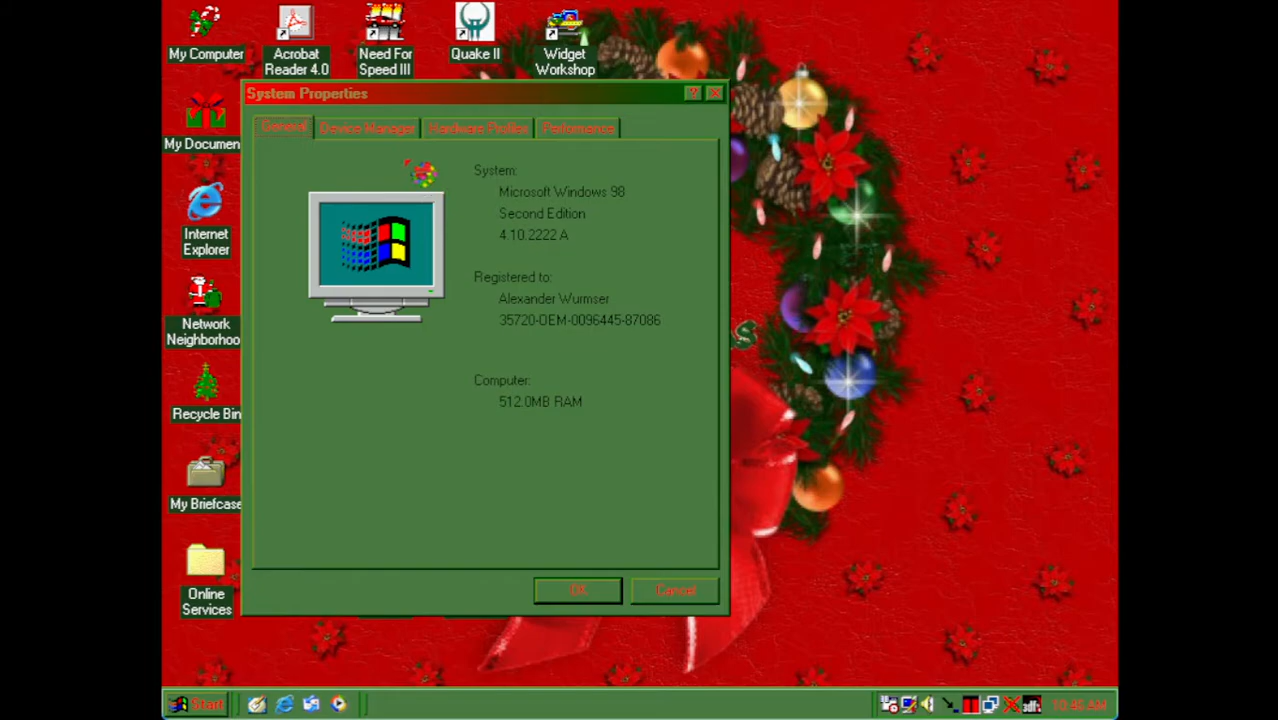 My Computer
Acrobat
Reader 4.0
Need For
Speed III
Quake II
Widget
Workshop
System Properties
General
Device Manager
Hardware Profiles
Performance
My Documen
System:
Microsoft Windows 98
Second Edition
4.10.2222 A
Internet
Explorer
Registered to:
Alexander Wurmser
35720-OEM-0096445-87086
Network
Neighborhoo
Computer:
512.0MB RAM
Recycle Bin
My Briefcase
Online
Services
OK
Cancel
Start
3dfx